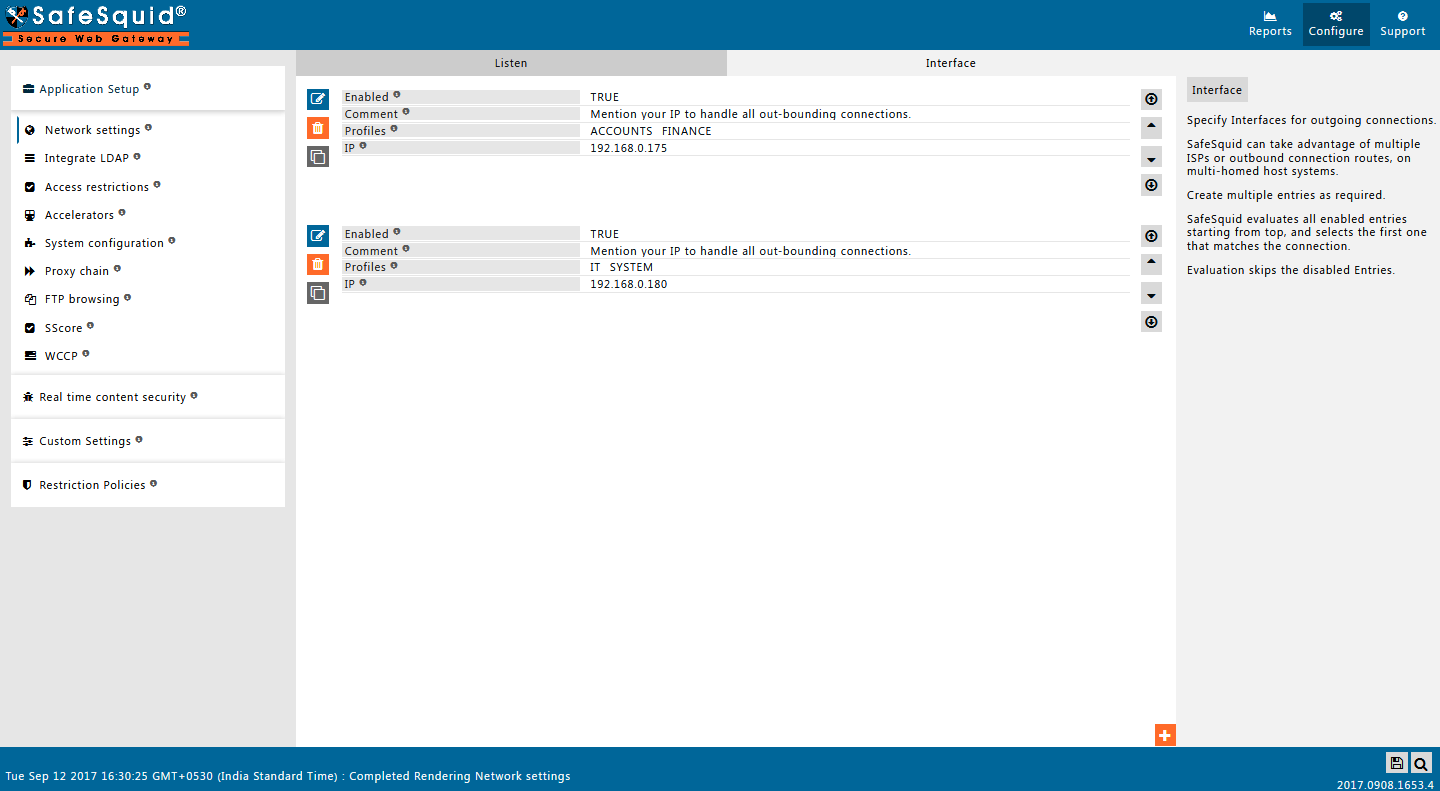 SafeSquid®
Secure Web Gateway
Reports
Configure
Support
Application Setup
Network settings
Integrate LDAP
Access restrictions
Accelerators
System configuration
Proxy chain
FTP browsing
SScore
WCCP
Real time content security
Custom Settings
Restriction Policies
Listen
Interface
Enabled TRUE
Comment Mention your IP to handle all out-bounding connections.
Profiles ACCOUNTS FINANCE
IP 192.168.0.175
Enabled TRUE
Comment Mention your IP to handle all out-bounding connections.
Profiles IT SYSTEM
IP 192.168.0.180
Interface
Specify Interfaces for outgoing connections.
SafeSquid can take advantage of multiple
ISPs or outbound connection routes, on
multi-homed host systems.
Create multiple entries as required.
SafeSquid evaluates all enabled entries
starting from top, and selects the first one
that matches the connection.
Evaluation skips the disabled Entries.
Tue Sep 12 2017 16:30:25 GMT+0530 (India Standard Time) : Completed Rendering Network settings
2017.0908.1653.4